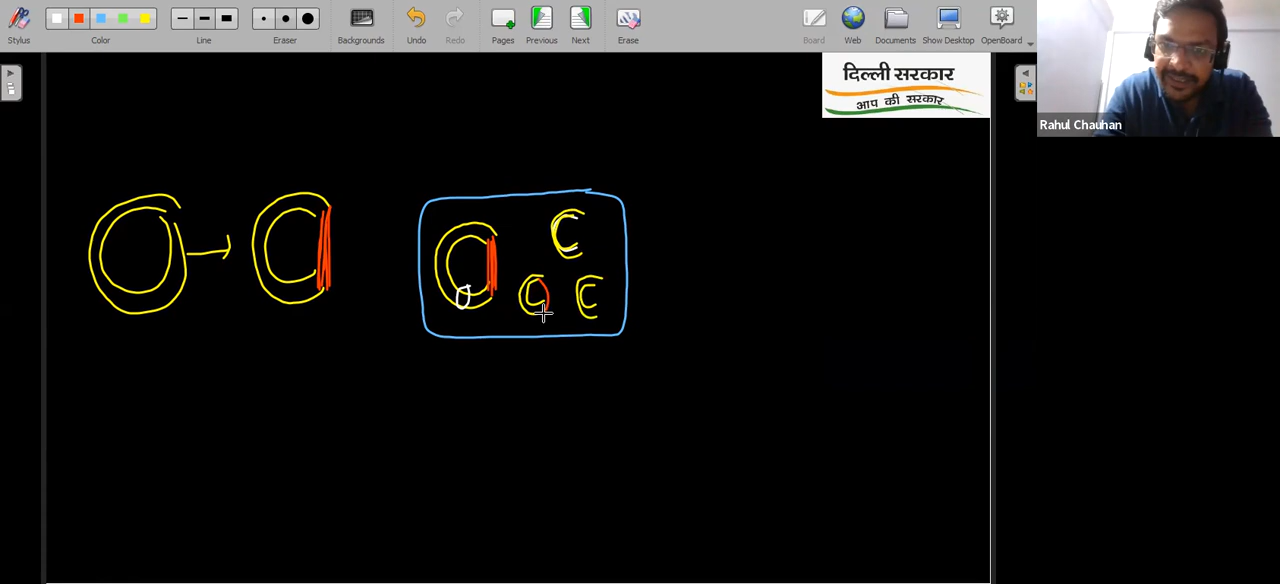 Stylus
Color
Line
Eraser
Backgrounds
Undo
Redo
Pages
Previous
Next
Erase
Board
Web
Documents
Show Desktop
OpenBoard
दिल्ली सरकार
आप की सरकार
Rahul Chauhan